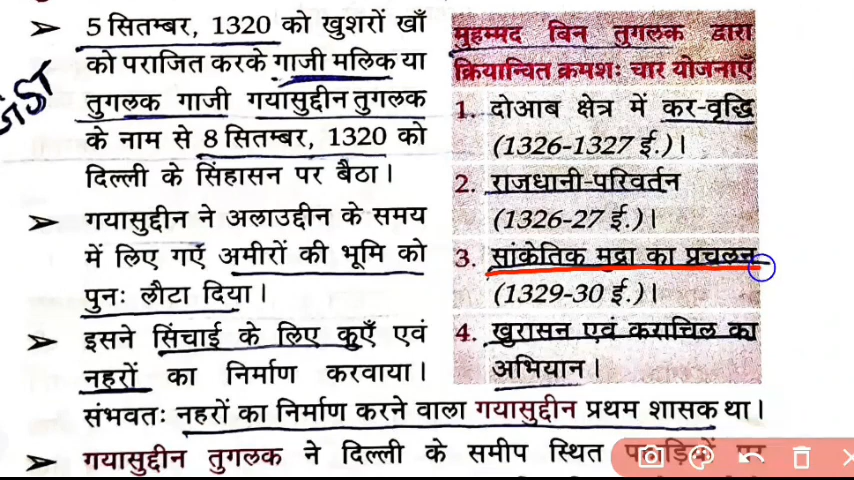 ➢ 5 सितम्बर, 1320 को खुशरों खाँ
को पराजित करके गाजी मलिक या
तुगलक गाजी गयासुद्दीन तुगलक
के नाम से 8 सितम्बर, 1320 को
दिल्ली के सिंहासन पर बैठा।
➢ गयासुद्दीन ने अलाउद्दीन के समय
में लिए गएं अमीरों की भूमि को
पुनः लौटा दिया।
➢ इसने सिंचाई के लिए कुएँ एवं
नहरों का निर्माण करवाया।
मुहम्मद बिन तुगलक द्वारा
क्रियान्वित क्रमशः चार योजनाएँ
1. दोआब क्षेत्र में कर-वृद्धि
(1326-1327 ई.)।
2. राजधानी-परिवर्तन
(1326-27 ई.)।
3. सांकेतिक मुद्रा का प्रचलन
(1329-30 ई.)।
4. खुरासन एवं कराचिल का
अभियान।
संभवतः नहरों का निर्माण करने वाला गयासुद्दीन प्रथम शासक था।
➢ गयासुद्दीन तुगलक ने दिल्ली के समीप स्थित